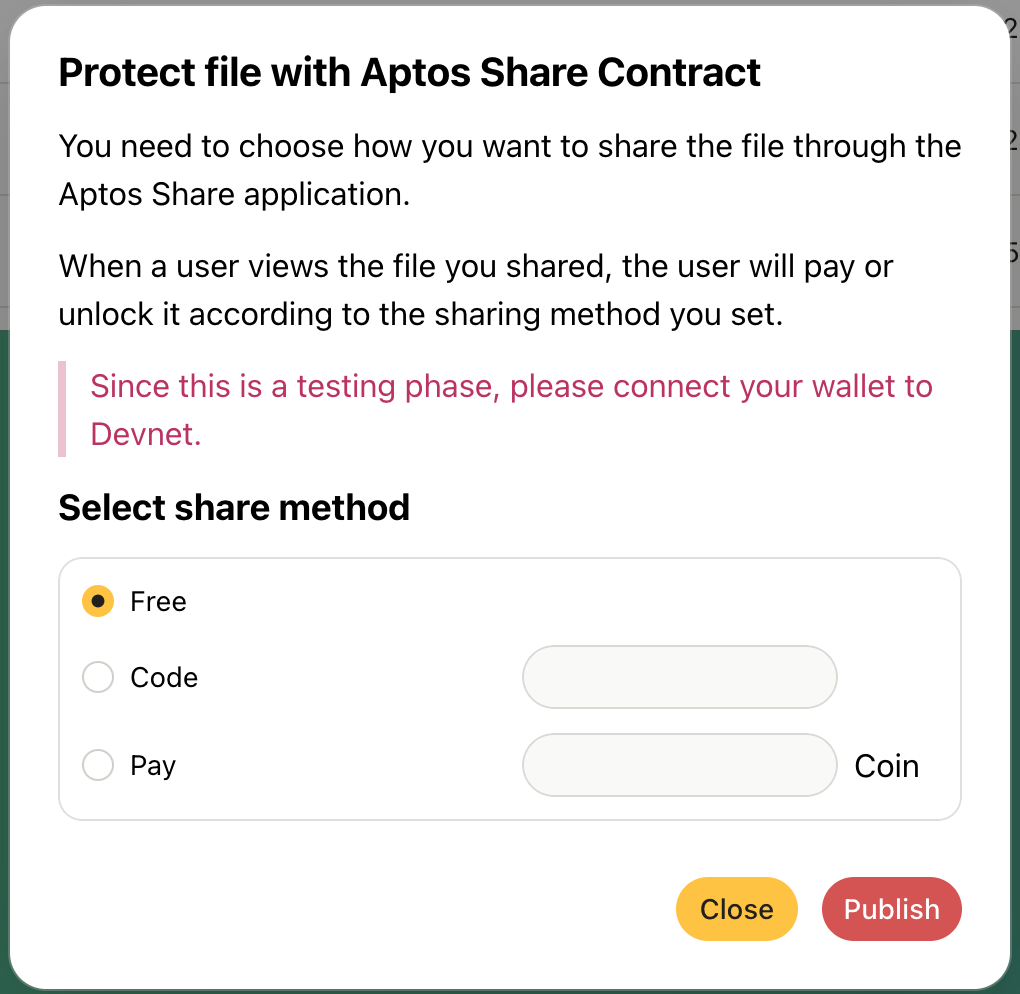 Protect file with Aptos Share Contract
You need to choose how you want to share the file through the
Aptos Share application.
When a user views the file you shared, the user will pay or
unlock it according to the sharing method you set.
Since this is a testing phase, please connect your wallet to
Devnet.
Select share method
Free
Code
Pay
Coin
Close
Publish